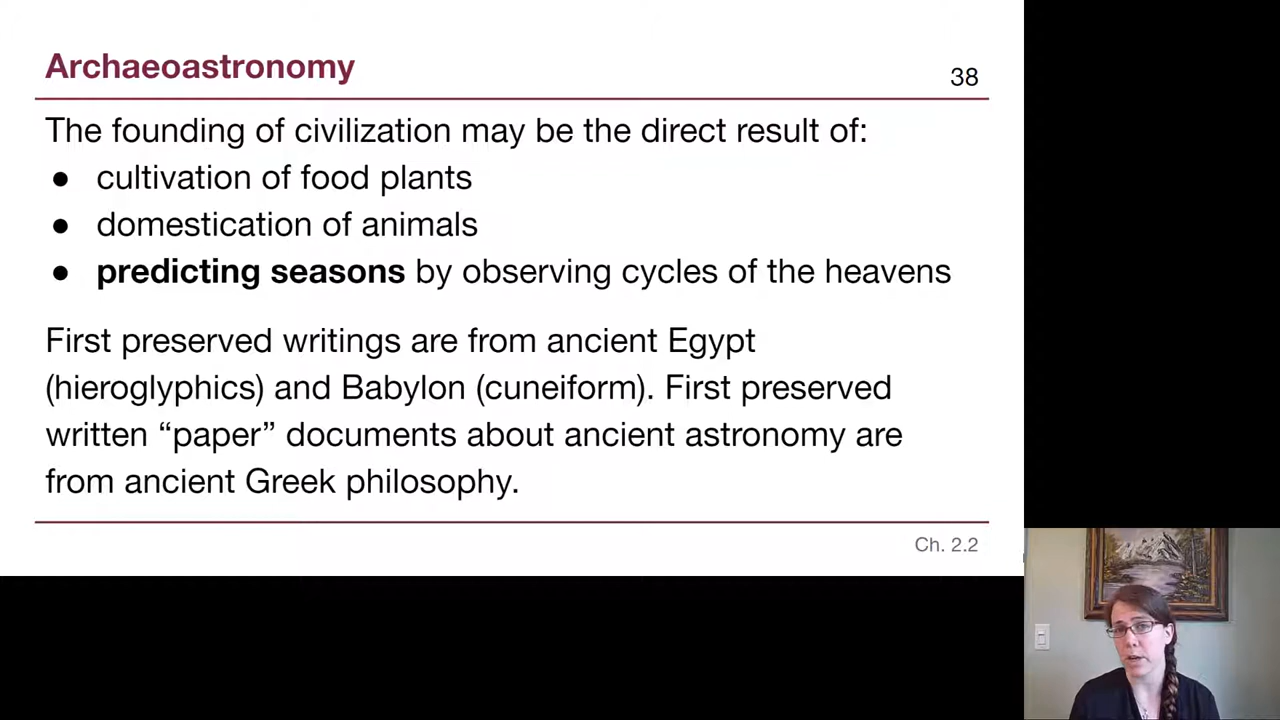 Archaeoastronomy
38
The founding of civilization may be the direct result of:
● cultivation of food plants
● domestication of animals
● predicting seasons by observing cycles of the heavens
First preserved writings are from ancient Egypt
(hieroglyphics) and Babylon (cuneiform). First preserved
written “paper” documents about ancient astronomy are
from ancient Greek philosophy.
Ch. 2.2